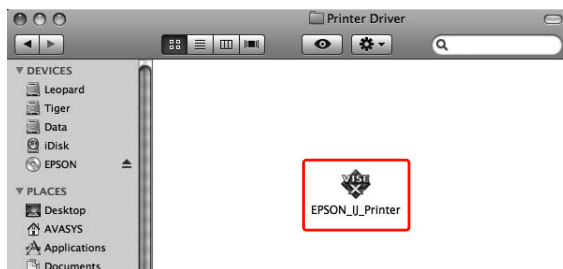 Printer Driver
▼ DEVICES
Leopard
Tiger
Data
iDisk
EPSON
▼ PLACES
Desktop
AVASYS
Applications
Documents
VISE
X
EPSON_IJ_Printer